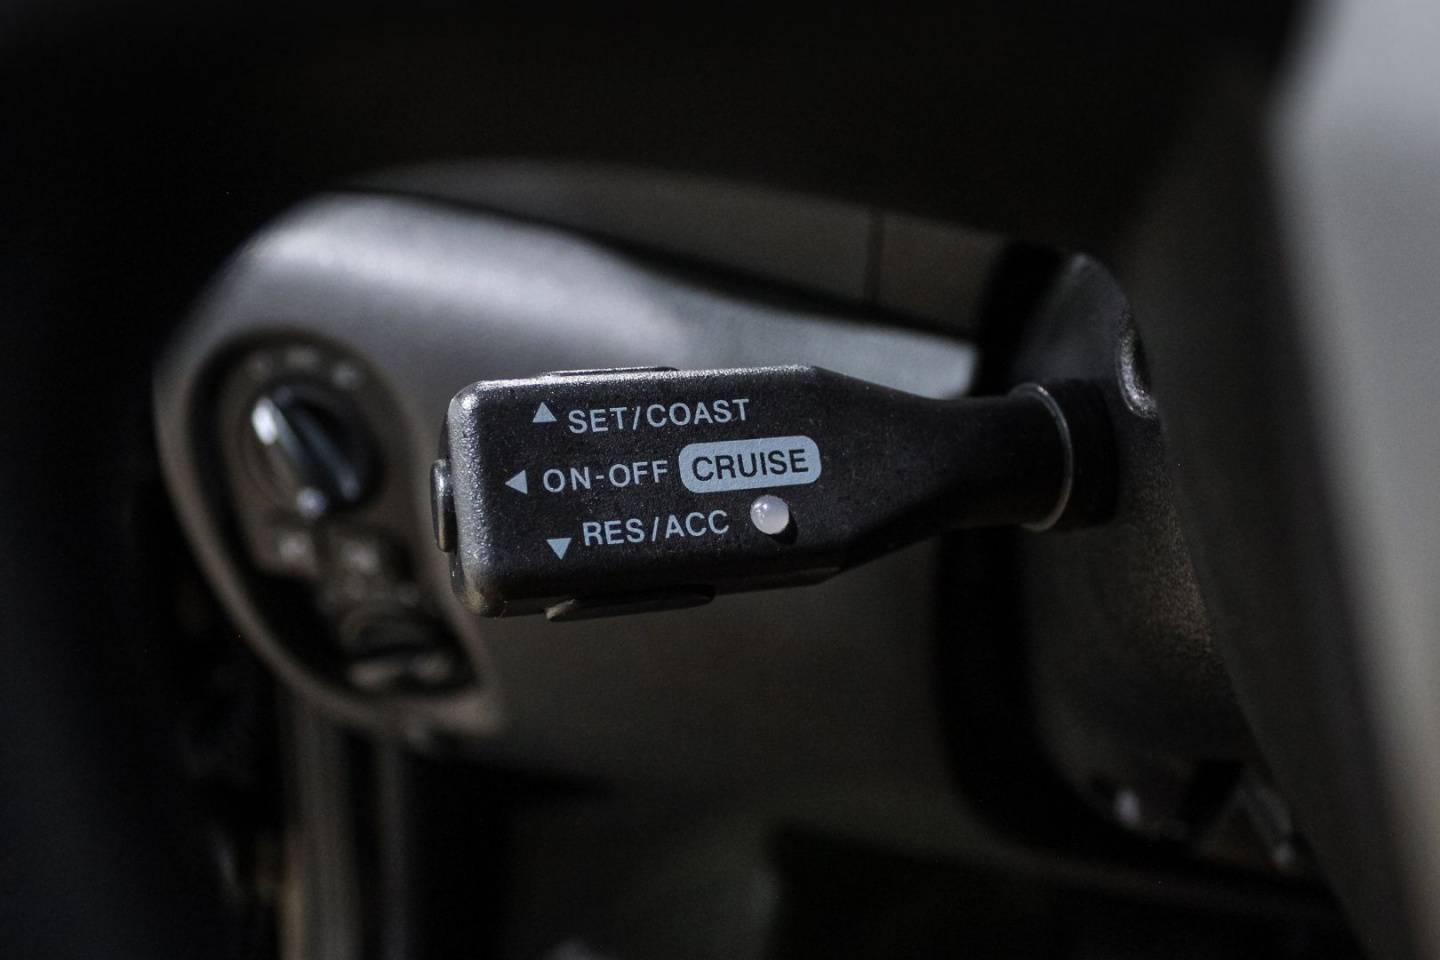 ▲ SET/COAST
◀ ON-OFF CRUISE
▼ RES/ACC